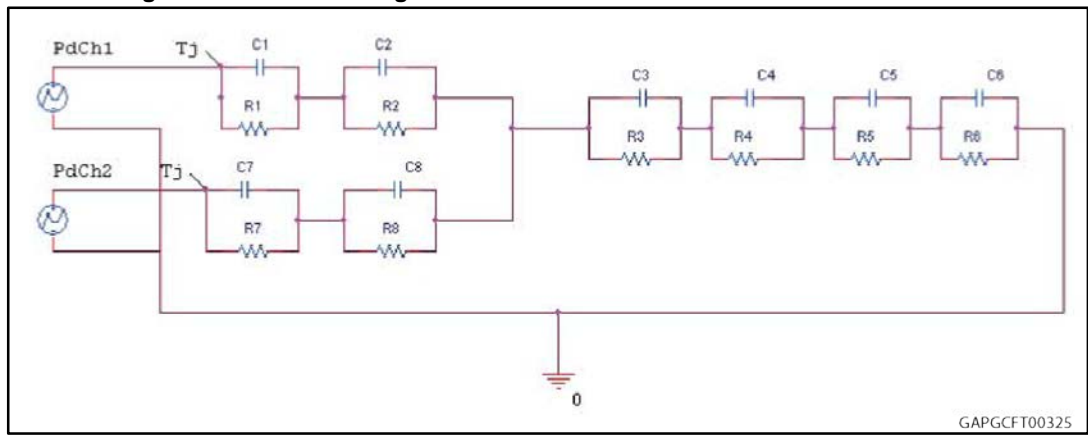 PdCh1 Tj C1 C2
R1 R2
C3 C4 C5 C6
R3 R4 R5 R6
PdCh2 Tj C7 C8
R7 R8
0
GAPGCFT00325